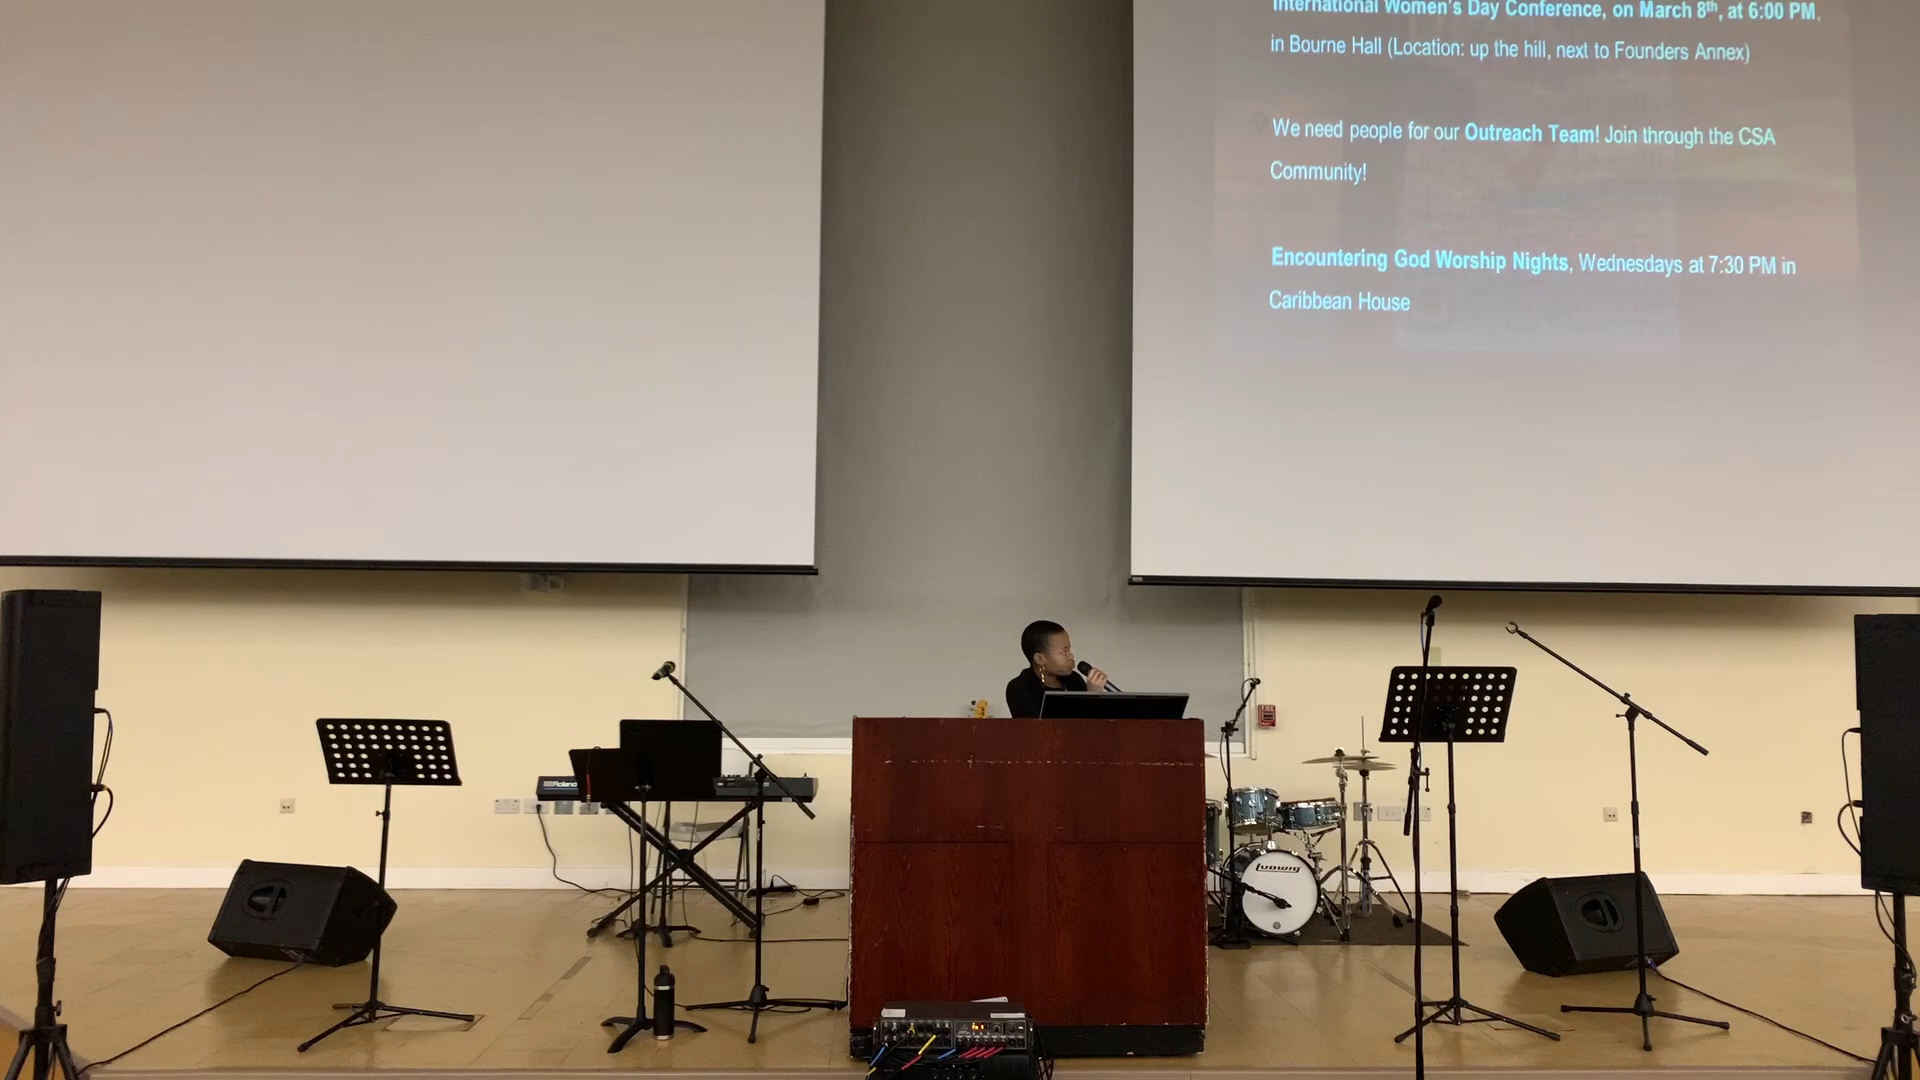 International Women's Day Conference, on March 8th, at 6:00 PM,
in Bourne Hall (Location: up the hill, next to Founders Annex)
We need people for our Outreach Team! Join through the CSA
Community!
Encountering God Worship Nights, Wednesdays at 7:30 PM in
Caribbean House
Roland
FIRE
Ludwig